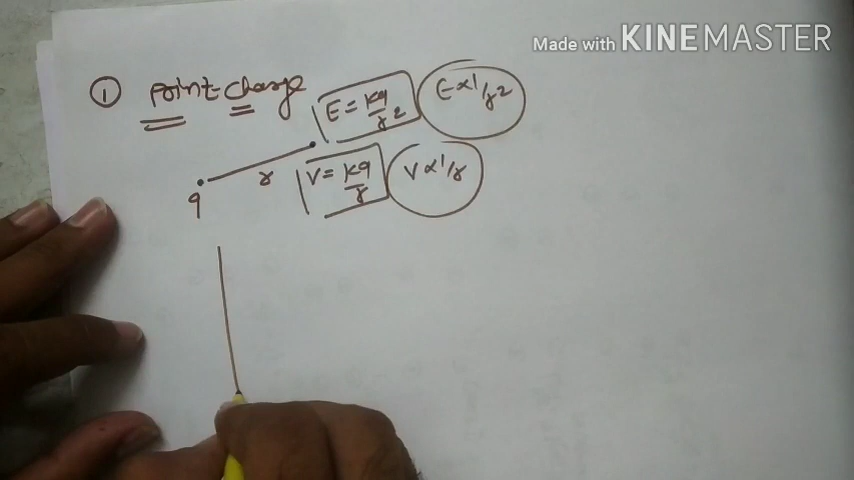 Made with KINEMASTER
① Point charge
E = kq/r² E ∝ 1/r²
r
V = kq/r V ∝ 1/r
q